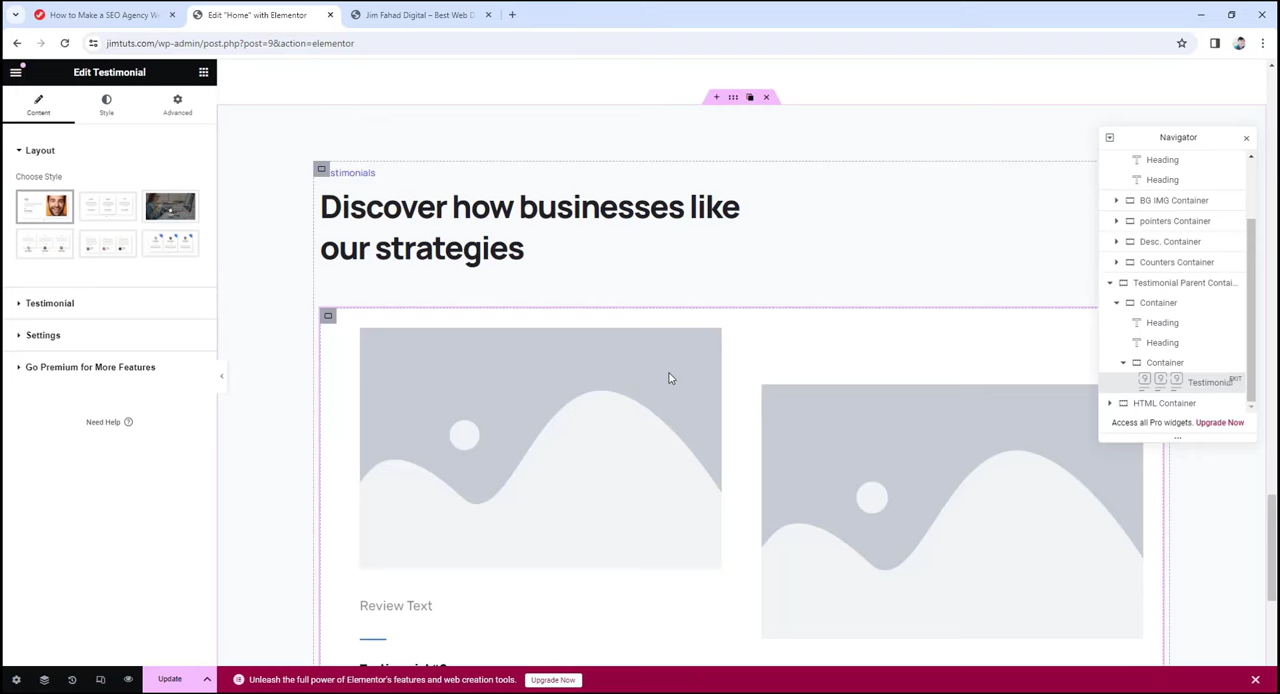 How to Make a SEO Agency W
Edit "Home" with Elementor
Jim Fahad Digital – Best Web D
jimtuts.com/wp-admin/post.php?post=9&action=elementor
Edit Testimonial
Content
Style
Advanced
Layout
Choose Style
Testimonial
Settings
Go Premium for More Features
Need Help
Update
stimonials
Discover how businesses like
our strategies
Review Text
Navigator
Heading
Heading
BG IMG Container
pointers Container
Desc. Container
Counters Container
Testimonial Parent Contai...
Container
Heading
Heading
Container
Testimonial
EXIT
HTML Container
Access all Pro widgets. Upgrade Now
Unleash the full power of Elementor's features and web creation tools.
Upgrade Now